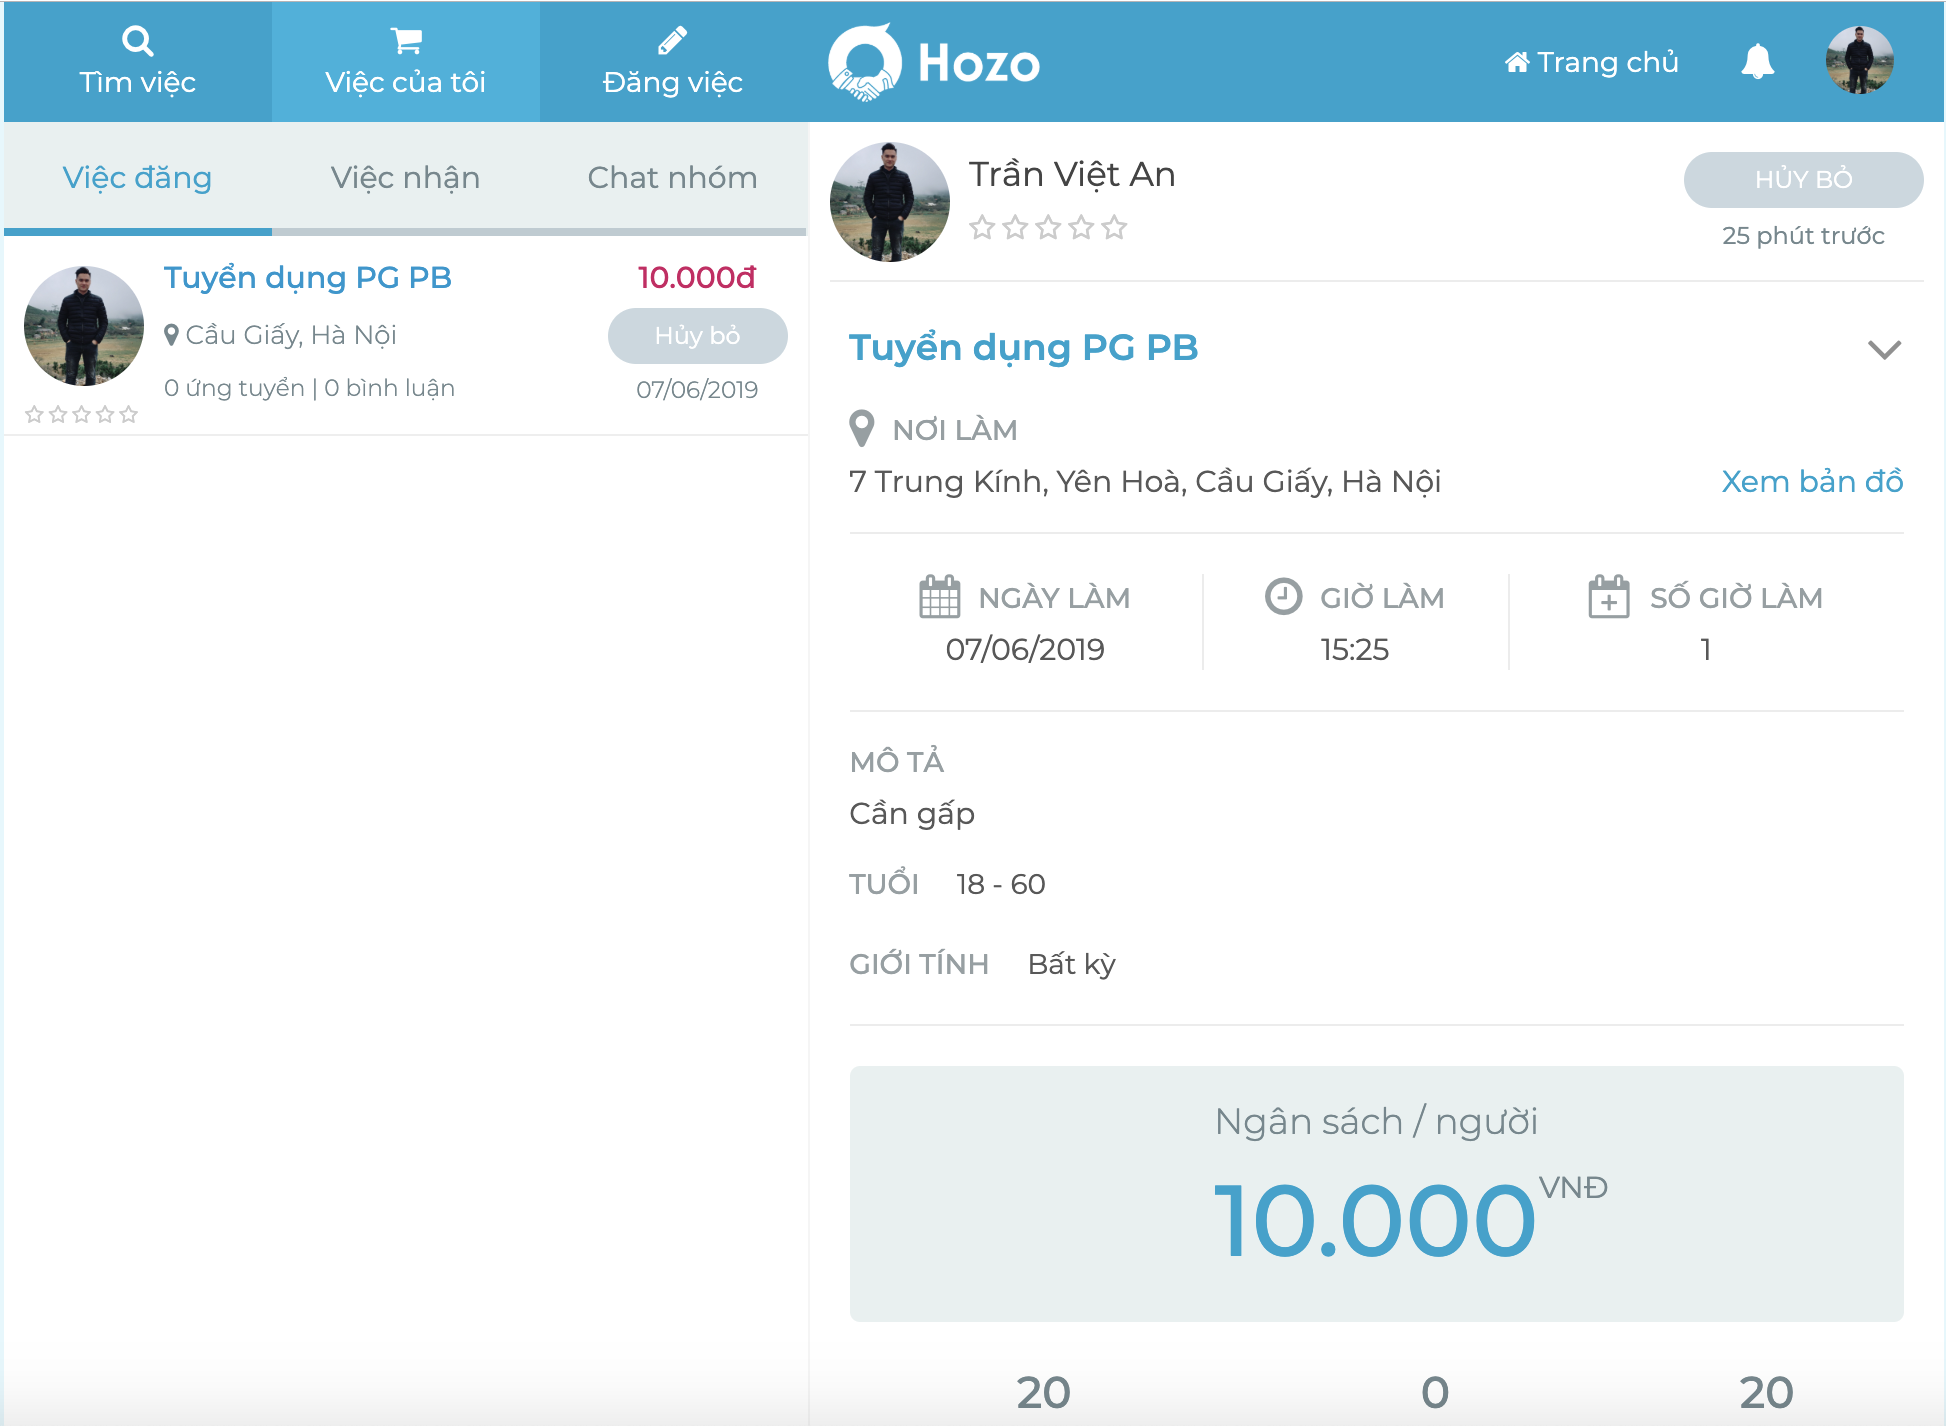 Tìm việc
Việc của tôi
Đăng việc
Hozo
Trang chủ
Việc đăng
Việc nhận
Chat nhóm
Tuyển dụng PG PB
10.000đ
Cầu Giấy, Hà Nội
Hủy bỏ
0 ứng tuyển | 0 bình luận
07/06/2019
Trần Việt An
HỦY BỎ
25 phút trước
Tuyển dụng PG PB
NƠI LÀM
7 Trung Kính, Yên Hoà, Cầu Giấy, Hà Nội
Xem bản đồ
NGÀY LÀM
07/06/2019
GIỜ LÀM
15:25
SỐ GIỜ LÀM
1
MÔ TẢ
Cần gấp
TUỔI 18 - 60
GIỚI TÍNH Bất kỳ
Ngân sách / người
10.000 VNĐ
20 0 20